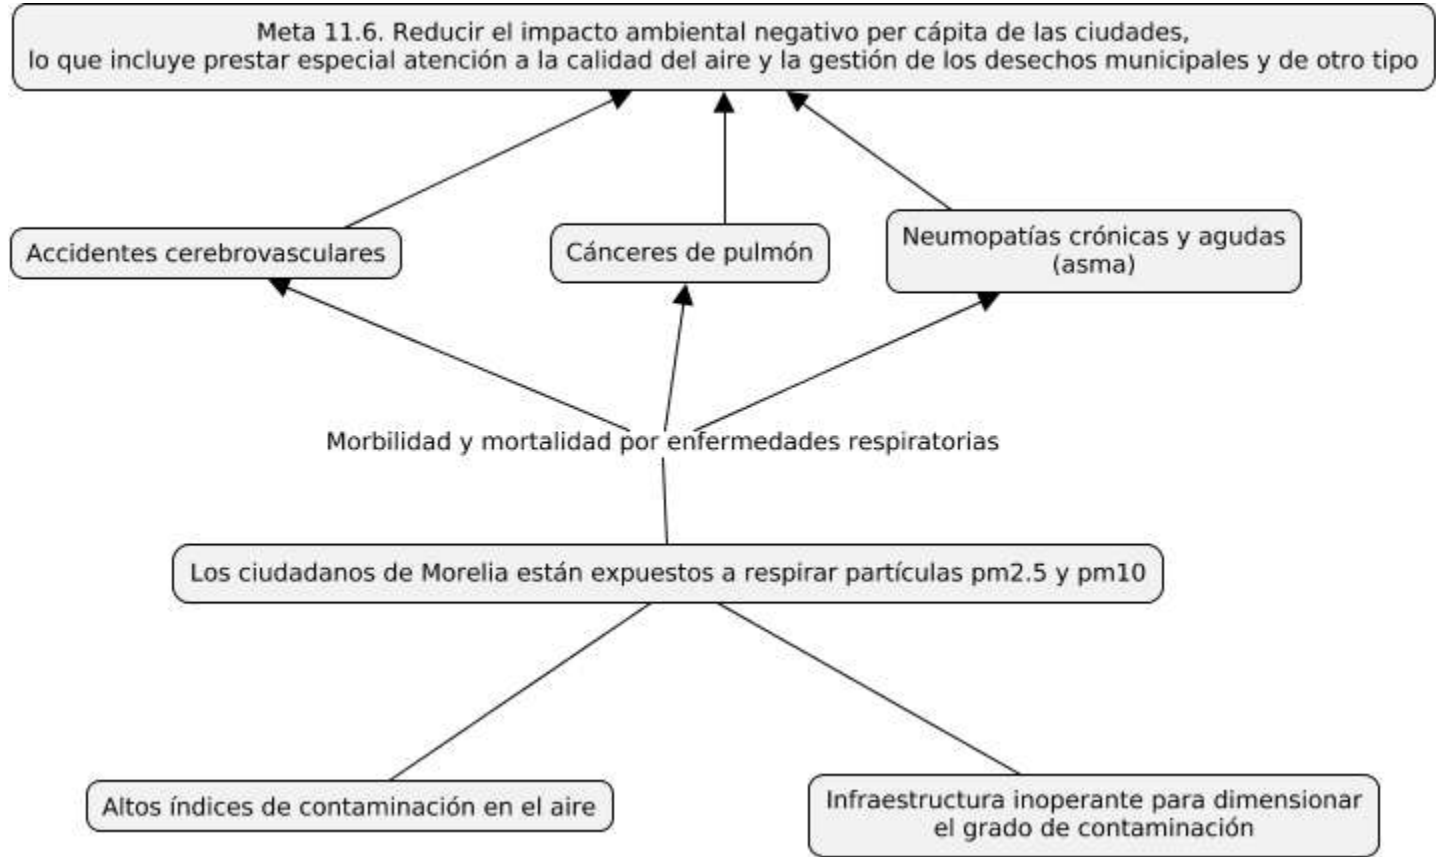 Meta 11.6. Reducir el impacto ambiental negativo per cápita de las ciudades,
lo que incluye prestar especial atención a la calidad del aire y la gestión de los desechos municipales y de otro tipo
Accidentes cerebrovasculares
Cánceres de pulmón
Neumopatías crónicas y agudas
(asma)
Morbilidad y mortalidad por enfermedades respiratorias
Los ciudadanos de Morelia están expuestos a respirar partículas pm2.5 y pm10
Altos índices de contaminación en el aire
Infraestructura inoperante para dimensionar
el grado de contaminación